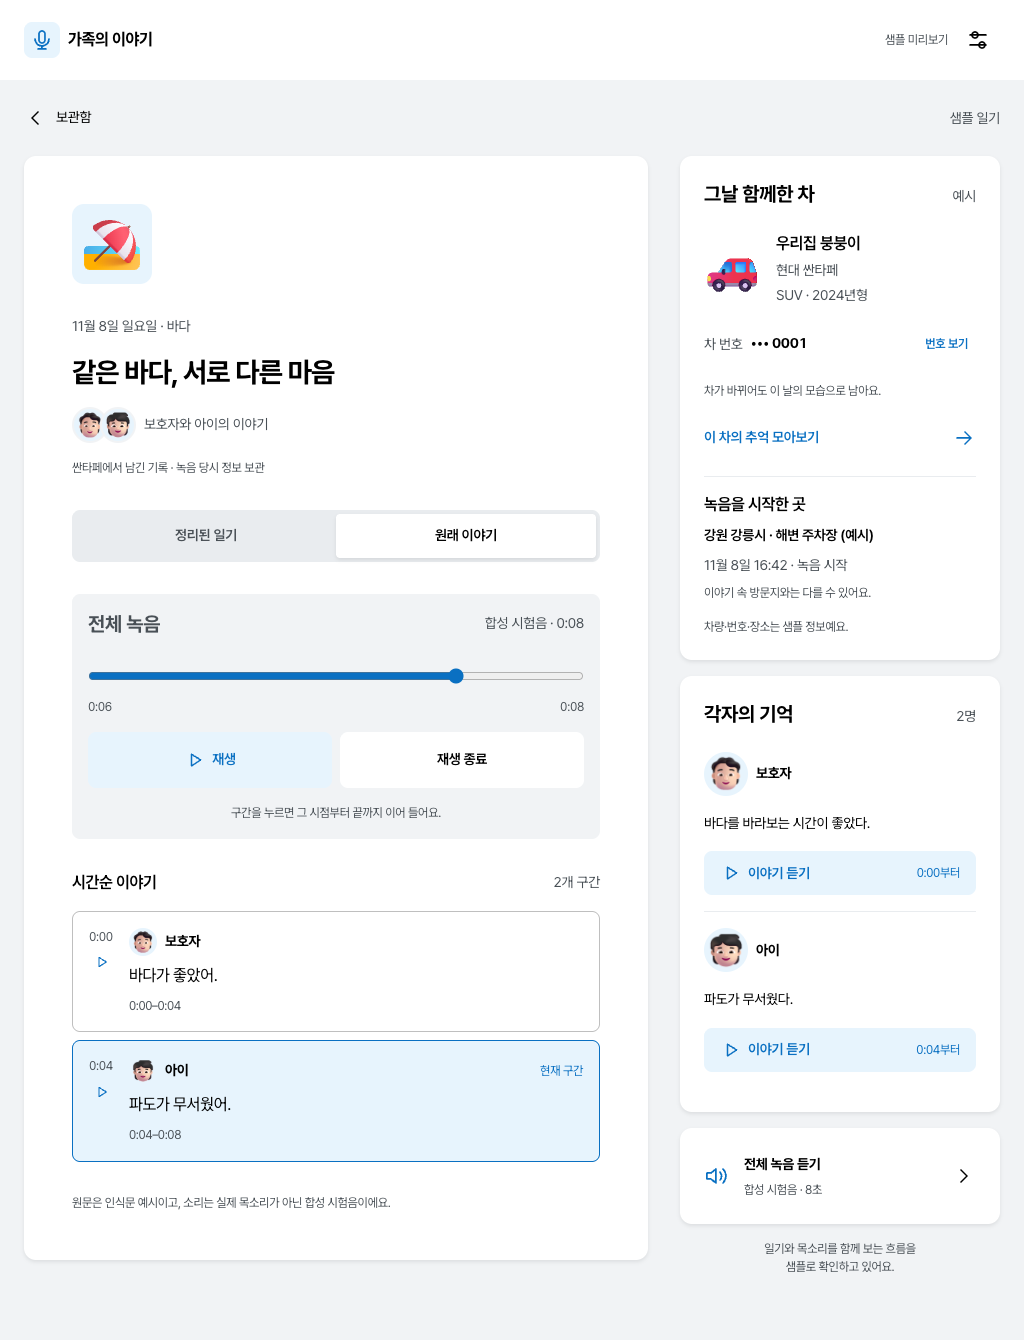 가족의 이야기
샘플 미리보기
보관함
샘플 일기
11월 8일 일요일 · 바다
같은 바다, 서로 다른 마음
보호자와 아이의 이야기
싼타페에서 남긴 기록 · 녹음 당시 정보 보관
정리된 일기
원래 이야기
전체 녹음
합성 시험음 · 0:08
0:06
0:08
재생
재생 종료
구간을 누르면 그 시점부터 끝까지 이어 들어요.
시간순 이야기
2개 구간
0:00
보호자
바다가 좋았어.
0:00–0:04
0:04
아이
현재 구간
파도가 무서웠어.
0:04–0:08
원문은 인식문 예시이고, 소리는 실제 목소리가 아닌 합성 시험음이에요.
그날 함께한 차
예시
우리집 붕붕이
현대 싼타페
SUV · 2024년형
차 번호 ••• 0001
번호 보기
차가 바뀌어도 이 날의 모습으로 남아요.
이 차의 추억 모아보기
녹음을 시작한 곳
강원 강릉시 · 해변 주차장 (예시)
11월 8일 16:42 · 녹음 시작
이야기 속 방문지와는 다를 수 있어요.
차량·번호·장소는 샘플 정보예요.
각자의 기억
2명
보호자
바다를 바라보는 시간이 좋았다.
이야기 듣기
0:00부터
아이
파도가 무서웠다.
이야기 듣기
0:04부터
전체 녹음 듣기
합성 시험음 · 8초
일기와 목소리를 함께 보는 흐름을
샘플로 확인하고 있어요.